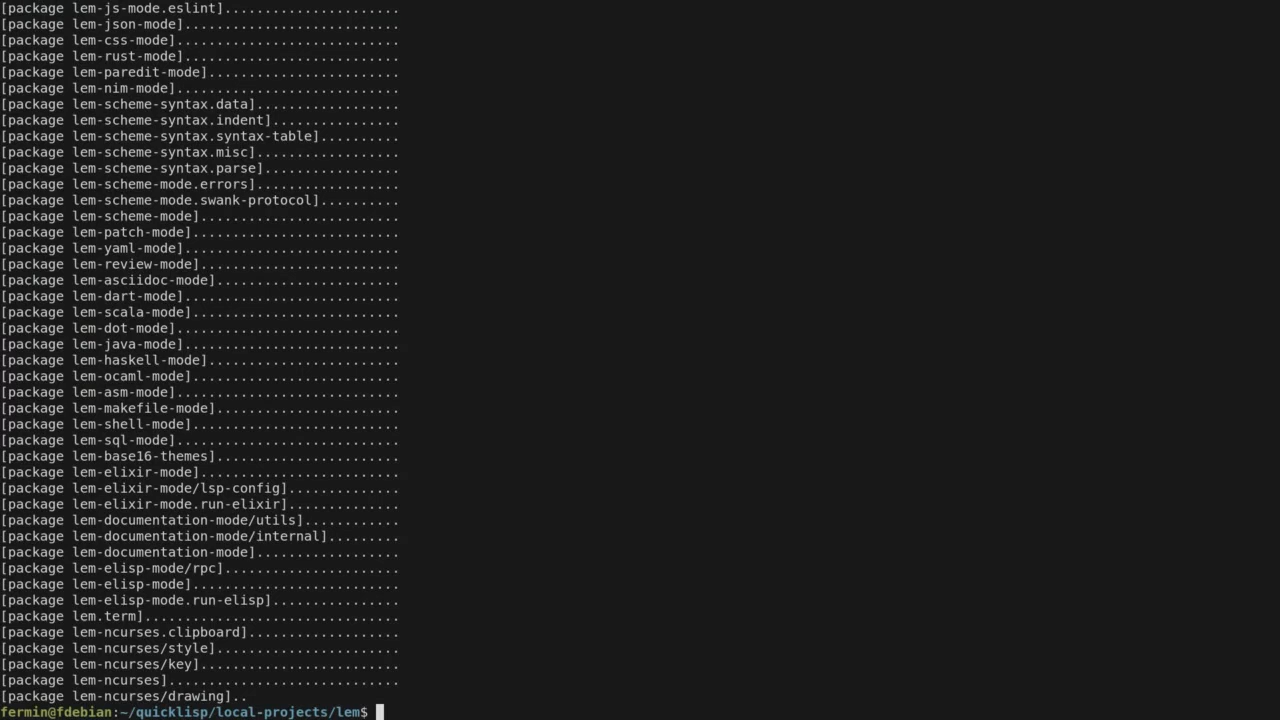 [package lem-js-mode.eslint]......................
[package lem-json-mode]...........................
[package lem-css-mode]............................
[package lem-rust-mode]...........................
[package lem-paredit-mode]........................
[package lem-nim-mode]............................
[package lem-scheme-syntax.data]..................
[package lem-scheme-syntax.indent]................
[package lem-scheme-syntax.syntax-table]..........
[package lem-scheme-syntax.misc]..................
[package lem-scheme-syntax.parse].................
[package lem-scheme-mode.errors]..................
[package lem-scheme-mode.swank-protocol]..........
[package lem-scheme-mode].........................
[package lem-patch-mode]..........................
[package lem-yaml-mode]...........................
[package lem-review-mode].........................
[package lem-asciidoc-mode].......................
[package lem-dart-mode]...........................
[package lem-scala-mode]..........................
[package lem-dot-mode]............................
[package lem-java-mode]...........................
[package lem-haskell-mode]........................
[package lem-ocaml-mode]..........................
[package lem-asm-mode]............................
[package lem-makefile-mode].......................
[package lem-shell-mode]..........................
[package lem-sql-mode]............................
[package lem-base16-themes].......................
[package lem-elixir-mode].........................
[package lem-elixir-mode/lsp-config]..............
[package lem-elixir-mode.run-elixir]..............
[package lem-documentation-mode/utils]............
[package lem-documentation-mode/internal].........
[package lem-documentation-mode]..................
[package lem-elisp-mode/rpc]......................
[package lem-elisp-mode]..........................
[package lem-elisp-mode.run-elisp]................
[package lem.term]................................
[package lem-ncurses.clipboard]...................
[package lem-ncurses/style].......................
[package lem-ncurses/key].........................
[package lem-ncurses].............................
[package lem-ncurses/drawing]..
fermin@fdebian:~/quicklisp/local-projects/lem$